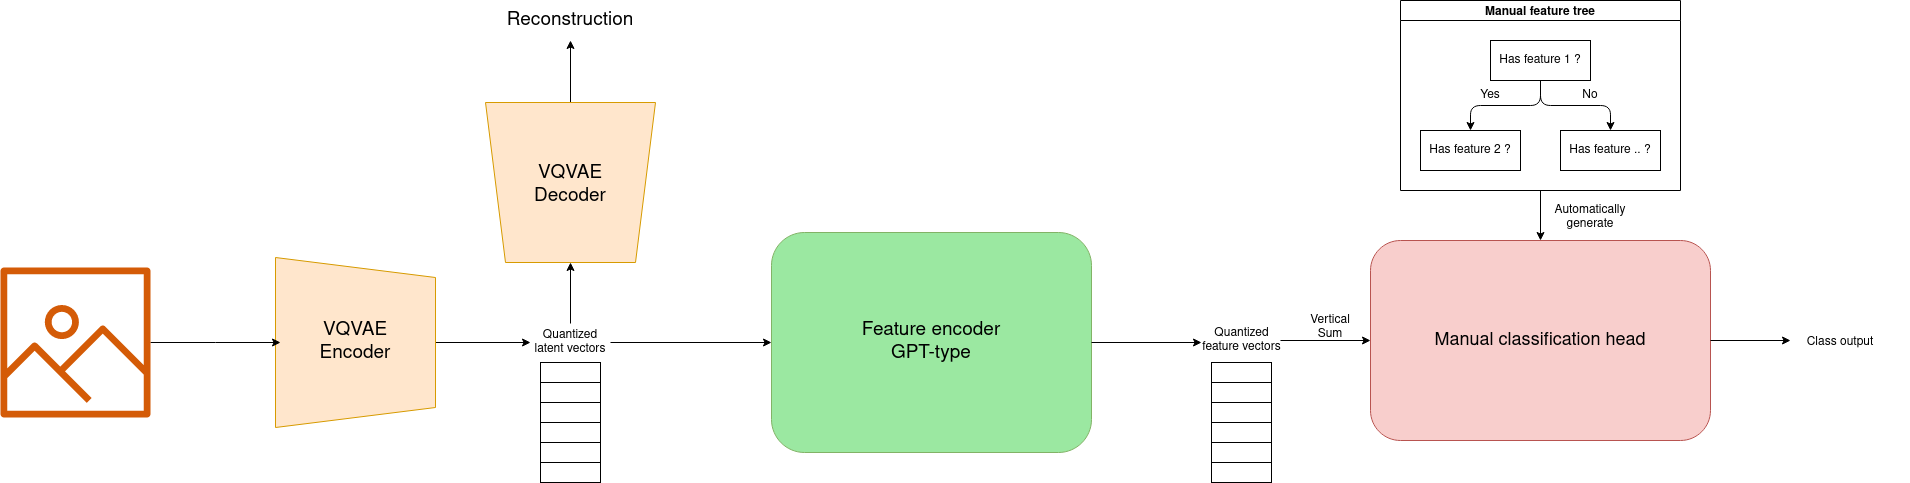 Reconstruction
VQVAE
Decoder
VQVAE
Encoder
Quantized
latent vectors
Feature encoder
GPT-type
Quantized
feature vectors
Vertical
Sum
Manual feature tree
Has feature 1 ?
Yes
No
Has feature 2 ?
Has feature .. ?
Automatically
generate
Manual classification head
Class output